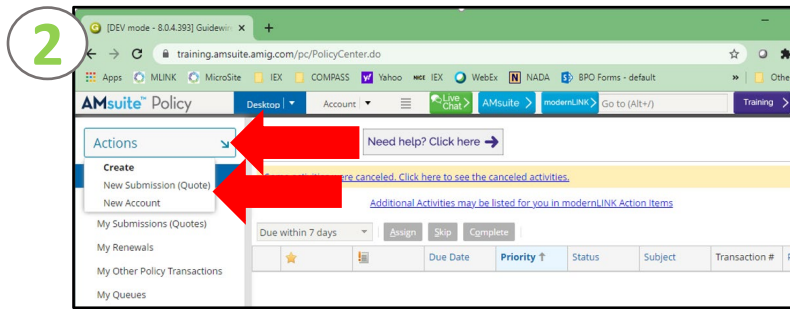 2
[DEV mode - 8.0.4.393] Guidewir
training.amsuite.amig.com/pc/PolicyCenter.do
Apps MLINK MicroSite IEX COMPASS Yahoo NICE IEX WebEx NADA BPO Forms - default » Othe
AMsuite™ Policy Desktop Account Live Chat AMsuite modernLINK Go to (Alt+/) Training
Actions Need help? Click here
Create
were canceled. Click here to see the canceled activities.
New Submission (Quote)
New Account
Additional Activities may be listed for you in modernLINK Action Items
My Submissions (Quotes)
Due within 7 days Assign Skip Complete
My Renewals
Due Date Priority ↑ Status Subject Transaction # P
My Other Policy Transactions
My Queues